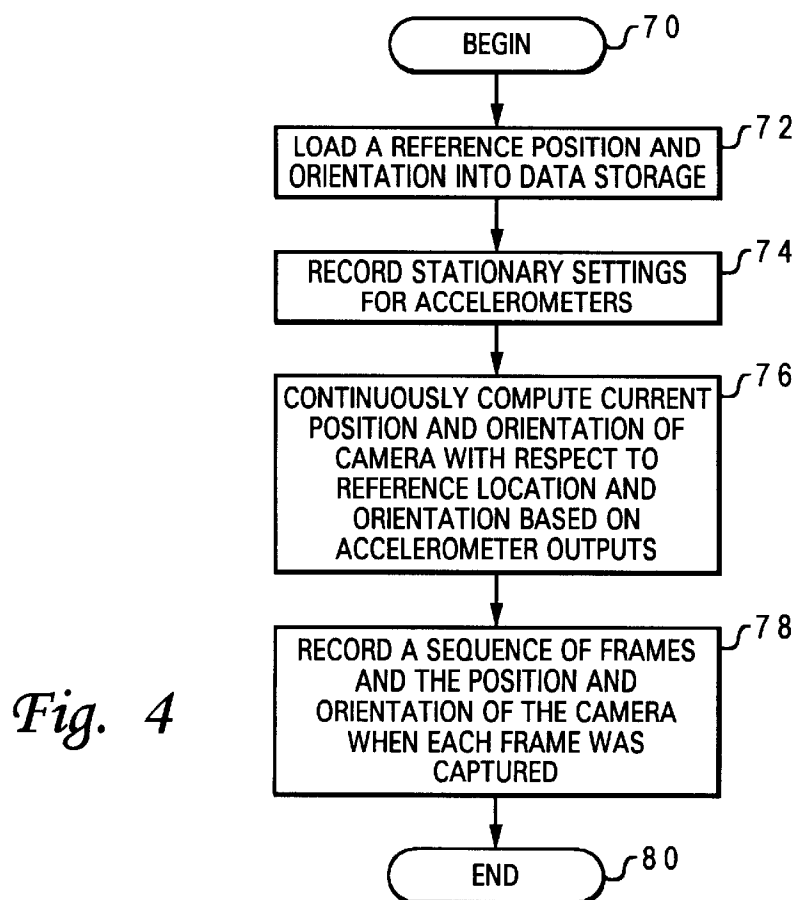 BEGIN
70
LOAD A REFERENCE POSITION AND
ORIENTATION INTO DATA STORAGE
72
RECORD STATIONARY SETTINGS
FOR ACCELEROMETERS
74
CONTINUOUSLY COMPUTE CURRENT
POSITION AND ORIENTATION OF
CAMERA WITH RESPECT TO
REFERENCE LOCATION AND
ORIENTATION BASED ON
ACCELEROMETER OUTPUTS
76
RECORD A SEQUENCE OF FRAMES
AND THE POSITION AND
ORIENTATION OF THE CAMERA
WHEN EACH FRAME WAS
CAPTURED
78
Fig. 4
END
80